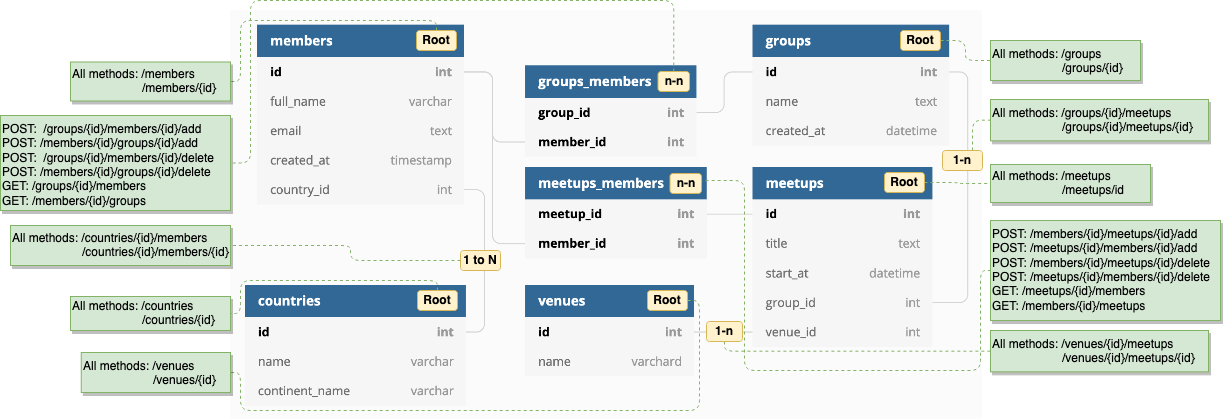 members Root
id int
full_name varchar
email text
created_at timestamp
country_id int
groups_members n-n
group_id int
member_id int
groups Root
id int
name text
created_at datetime
meetups_members n-n
meetup_id int
member_id int
meetups Root
id int
title text
start_at datetime
group_id int
venue_id int
countries Root
id int
name varchar
continent_name varchar
venues Root
id int
name varchard
1-n
1 to N
1-n
All methods: /members
/members/{id}
POST: /groups/{id}/members/{id}/add
POST: /members/{id}/groups/{id}/add
POST: /groups/{id}/members/{id}/delete
POST: /members/{id}/groups/{id}/delete
GET: /groups/{id}/members
GET: /members/{id}/groups
All methods: /countries/{id}/members
/countries/{id}/members/{id}
All methods: /countries
/countries/{id}
All methods: /venues
/venues/{id}
All methods: /groups
/groups/{id}
All methods: /groups/{id}/meetups
/groups/{id}/meetups/{id}
All methods: /meetups
/meetups/id
POST: /members/{id}/meetups/{id}/add
POST: /meetups/{id}/members/{id}/add
POST: /members/{id}/meetups/{id}/delete
POST: /meetups/{id}/members/{id}/delete
GET: /meetups/{id}/members
GET: /members/{id}/meetups
All methods: /venues/{id}/meetups
/venues/{id}/meetups/{id}